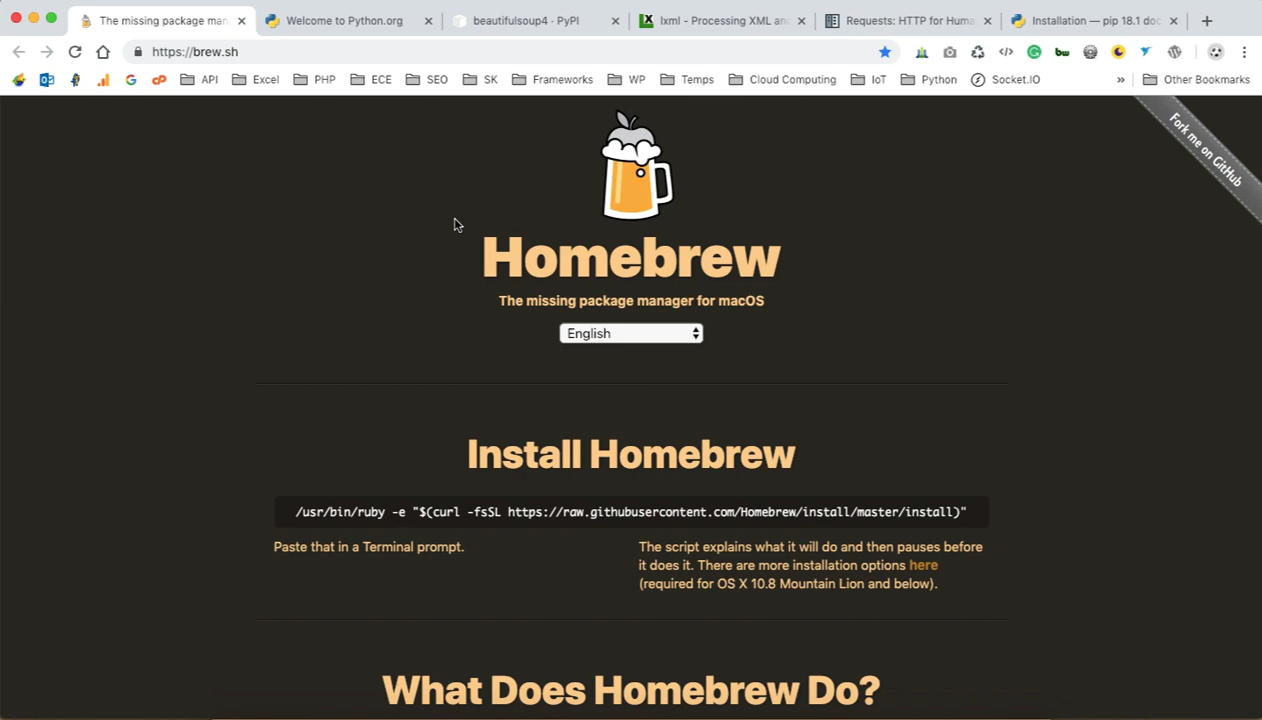 The missing package man
Welcome to Python.org
beautifulsoup4 · PyPI
lxml - Processing XML an
Requests: HTTP for Huma
Installation — pip 18.1 doc
https://brew.sh
API
Excel
PHP
ECE
SEO
SK
Frameworks
WP
Temps
Cloud Computing
IoT
Python
Socket.IO
»
Other Bookmarks
Fork me on GitHub
Homebrew
The missing package manager for macOS
English
Install Homebrew
/usr/bin/ruby -e "$(curl -fsSL https://raw.githubusercontent.com/Homebrew/install/master/install)"
Paste that in a Terminal prompt.
The script explains what it will do and then pauses before
it does it. There are more installation options here
(required for OS X 10.8 Mountain Lion and below).
What Does Homebrew Do?